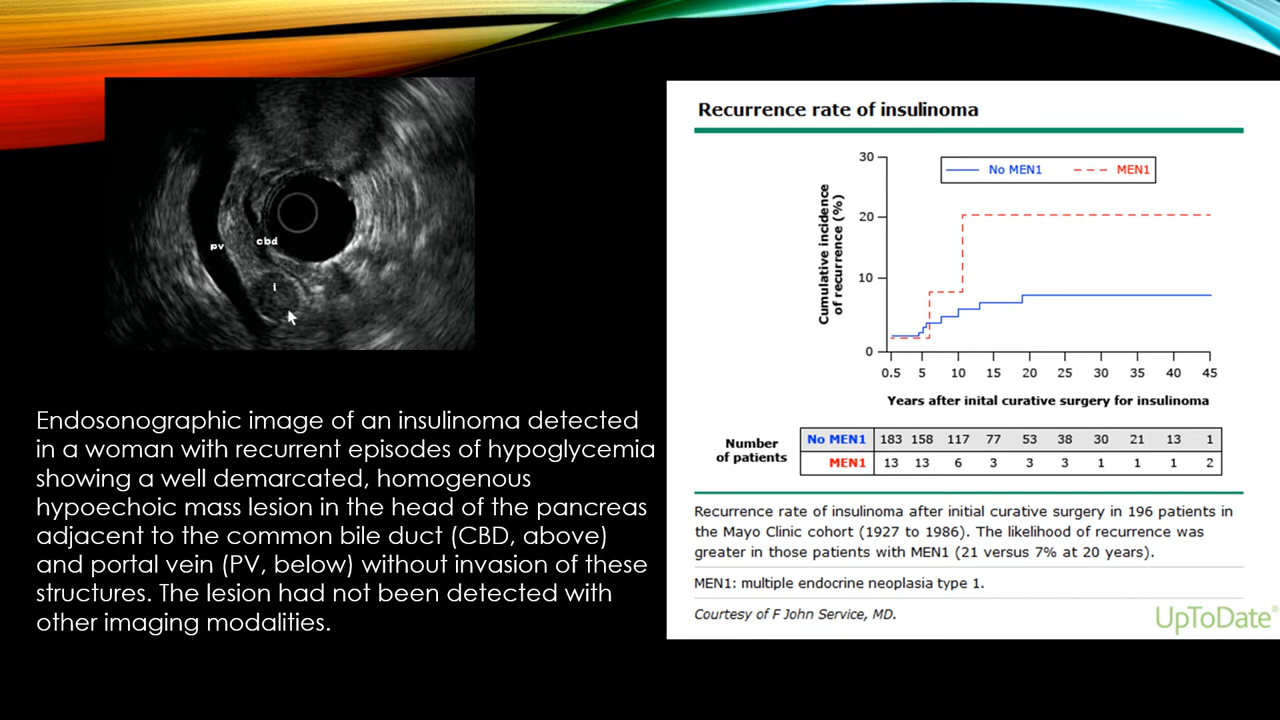 pv
cbd
i
Endosonographic image of an insulinoma detected
in a woman with recurrent episodes of hypoglycemia
showing a well demarcated, homogenous
hypoechoic mass lesion in the head of the pancreas
adjacent to the common bile duct (CBD, above)
and portal vein (PV, below) without invasion of these
structures. The lesion had not been detected with
other imaging modalities.
Recurrence rate of insulinoma
No MEN1 MEN1
Cumulative incidence
of recurrence (%)
30
20
10
0
0.5 5 10 15 20 25 30 35 40 45
Years after inital curative surgery for insulinoma
Number
of patients
No MEN1 183 158 117 77 53 38 30 21 13 1
MEN1 13 13 6 3 3 3 1 1 1 2
Recurrence rate of insulinoma after initial curative surgery in 196 patients in
the Mayo Clinic cohort (1927 to 1986). The likelihood of recurrence was
greater in those patients with MEN1 (21 versus 7% at 20 years).
MEN1: multiple endocrine neoplasia type 1.
Courtesy of F John Service, MD.
UpToDate®